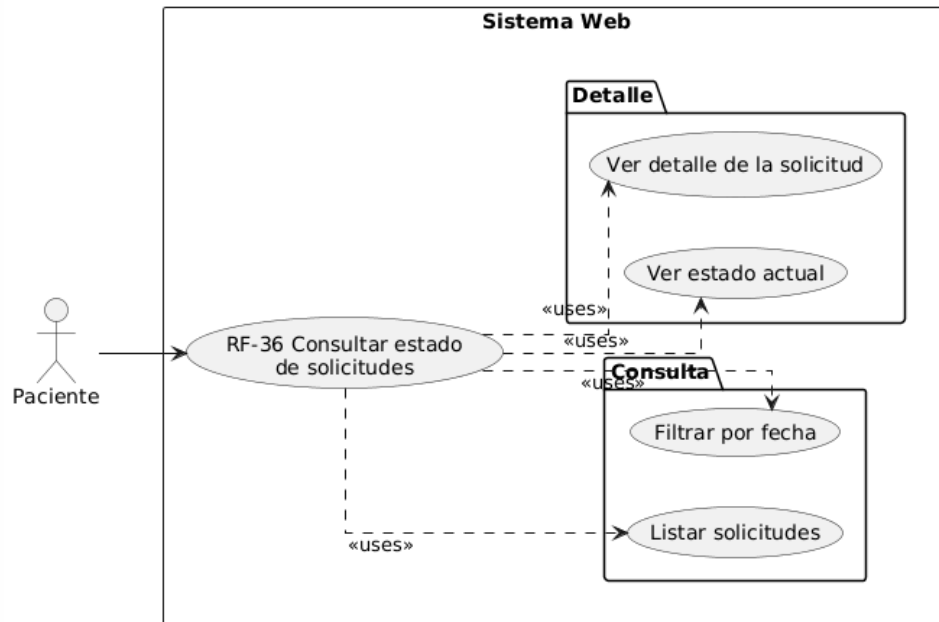 Sistema Web
Detalle
Ver detalle de la solicitud
Ver estado actual
«uses»
«uses»
RF-36 Consultar estado
de solicitudes
Paciente
«uses»
Consulta
Filtrar por fecha
Listar solicitudes
«uses»